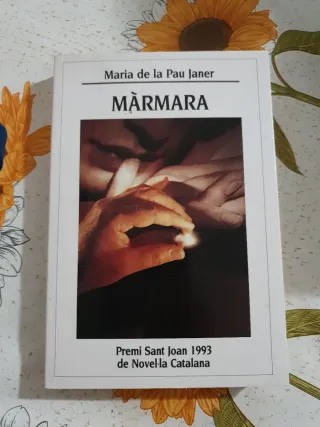 Maria de la Pau Janer
MÀRMARA
Premi Sant Joan 1993
de Novel·la Catalana